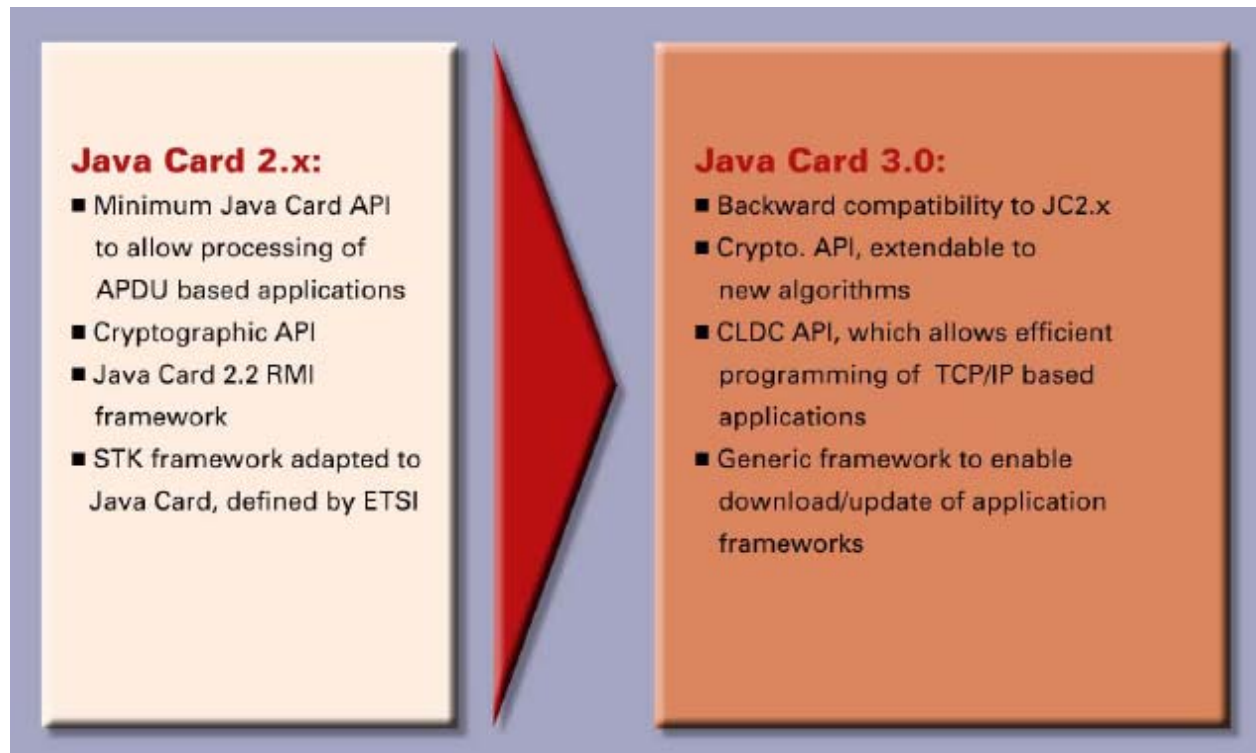 Java Card 2.x:
■ Minimum Java Card API
to allow processing of
APDU based applications
■ Cryptographic API
■ Java Card 2.2 RMI
framework
■ STK framework adapted to
Java Card, defined by ETSI
Java Card 3.0:
■ Backward compatibility to JC2.x
■ Crypto. API, extendable to
new algorithms
■ CLDC API, which allows efficient
programming of TCP/IP based
applications
■ Generic framework to enable
download/update of application
frameworks